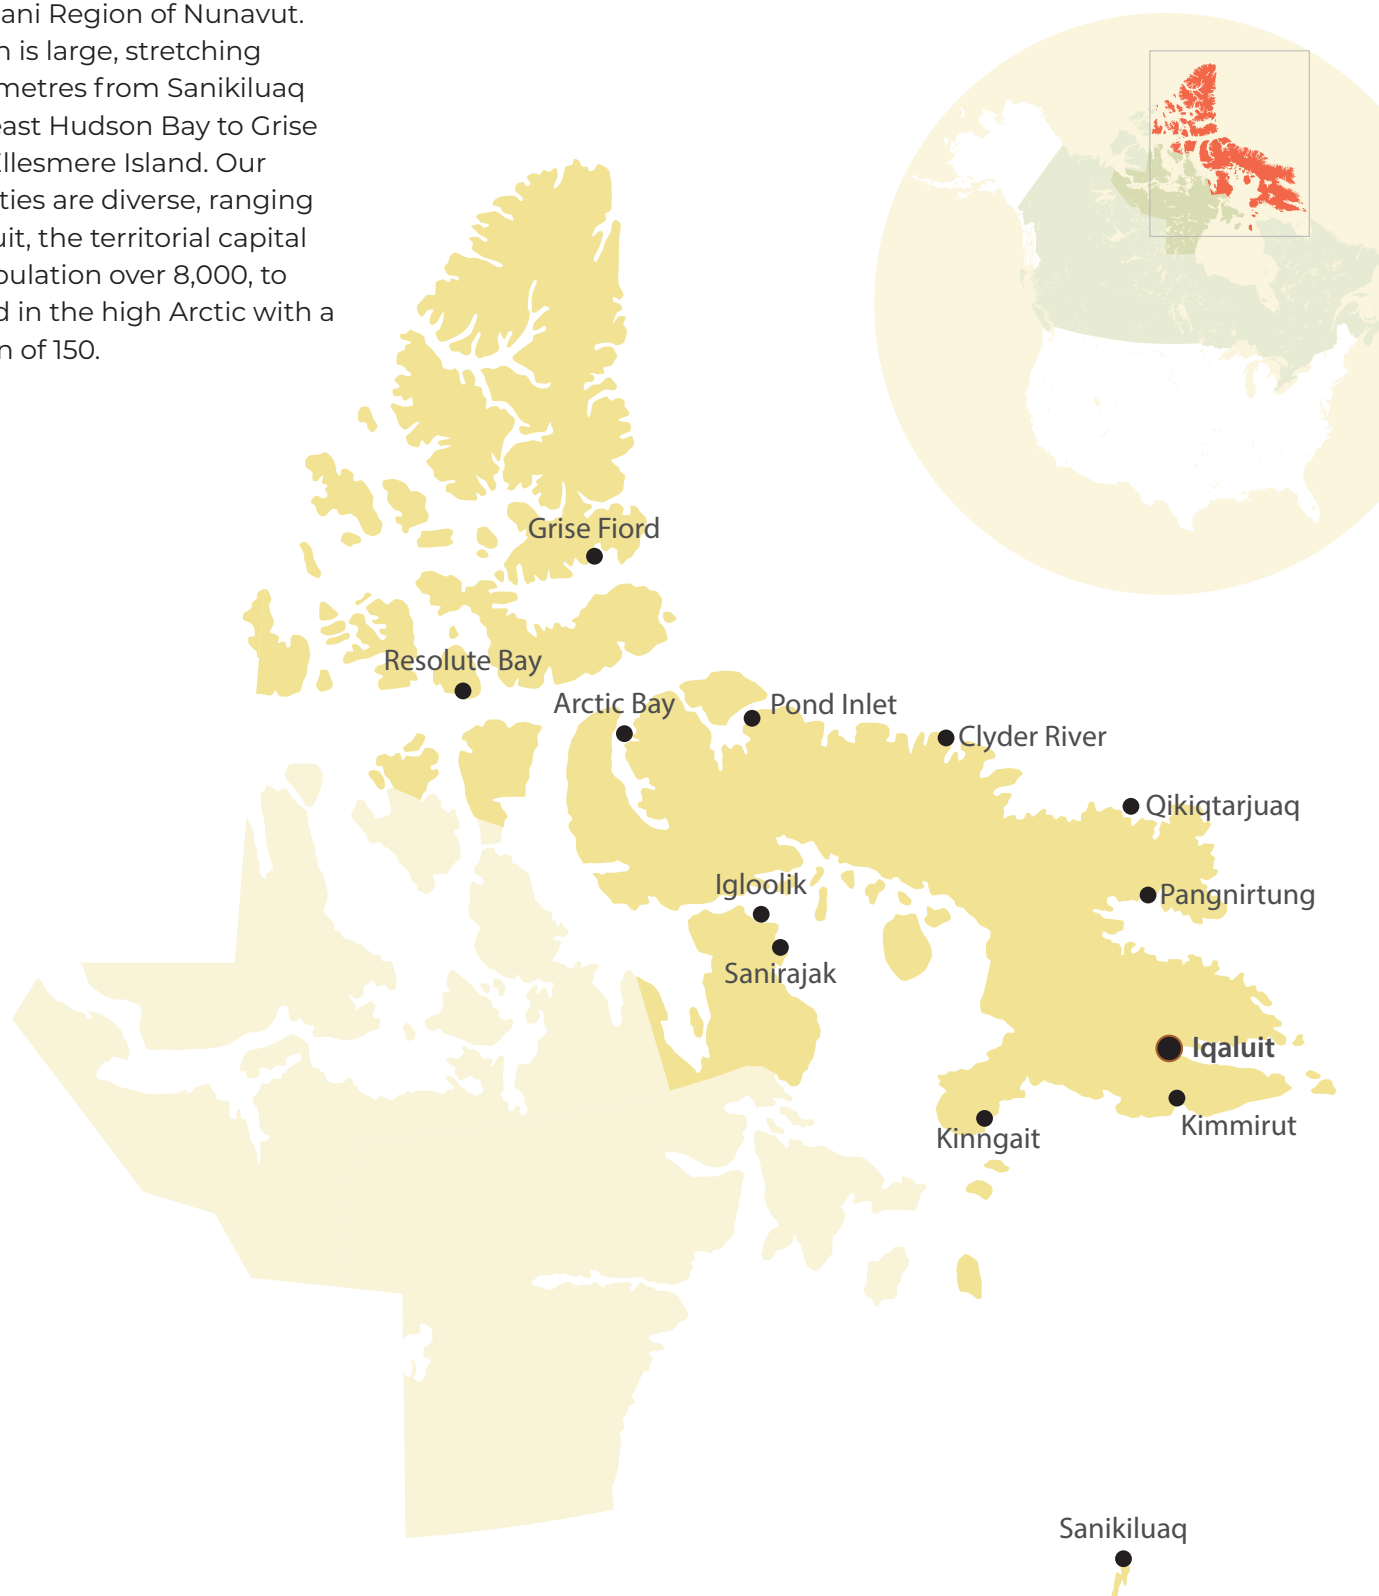 ani Region of Nunavut.
n is large, stretching
metres from Sanikiluaq
east Hudson Bay to Grise
Ellesmere Island. Our
ties are diverse, ranging
uit, the territorial capital
pulation over 8,000, to
d in the high Arctic with a
n of 150.
Grise Fiord
Resolute Bay
Arctic Bay
Pond Inlet
Clyder River
Qikiqtarjuaq
Igloolik
Pangnirtung
Sanirajak
Iqaluit
Kimmirut
Kinngait
Sanikiluaq